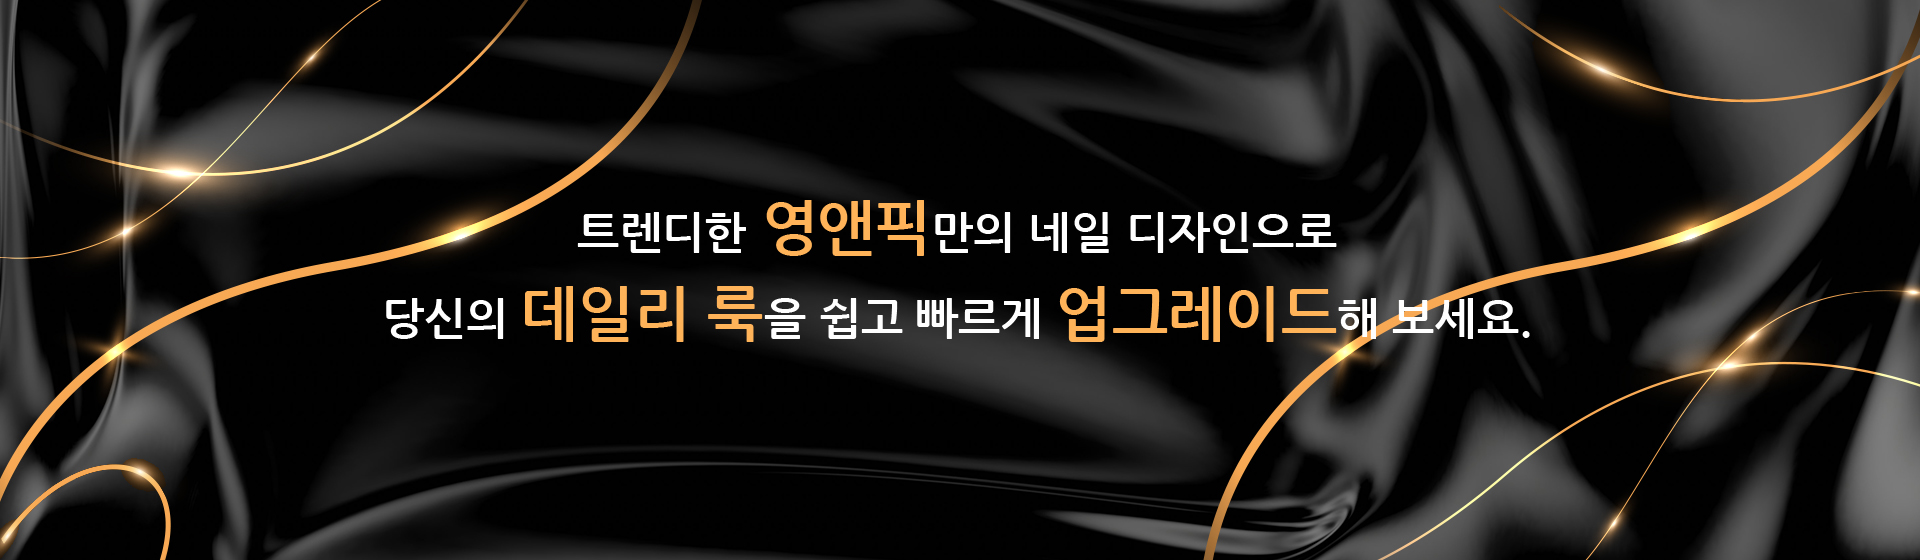 트렌디한 영앤픽만의 네일 디자인으로
당신의 데일리 룩을 쉽고 빠르게 업그레이드해 보세요.